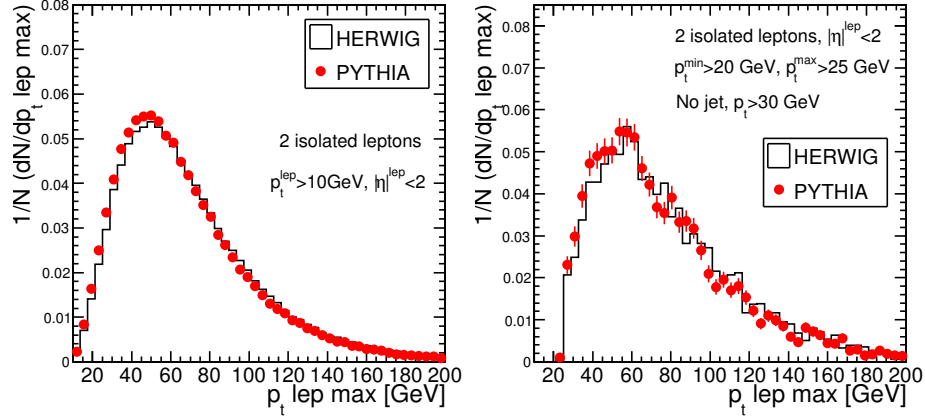 1/N (dN/dp_t lep max)
0.08
0.07
0.06
0.05
0.04
0.03
0.02
0.01
0
HERWIG
PYTHIA
2 isolated leptons
p_t^lep>10GeV, |η|^lep<2
20 40 60 80 100 120 140 160 180 200
p_t lep max [GeV]
1/N (dN/dp_t lep max)
0.08
0.07
0.06
0.05
0.04
0.03
0.02
0.01
0
2 isolated leptons, |η|^lep<2
p_t^min>20 GeV, p_t^max>25 GeV
No jet, p_t>30 GeV
HERWIG
PYTHIA
20 40 60 80 100 120 140 160 180 200
p_t lep max [GeV]